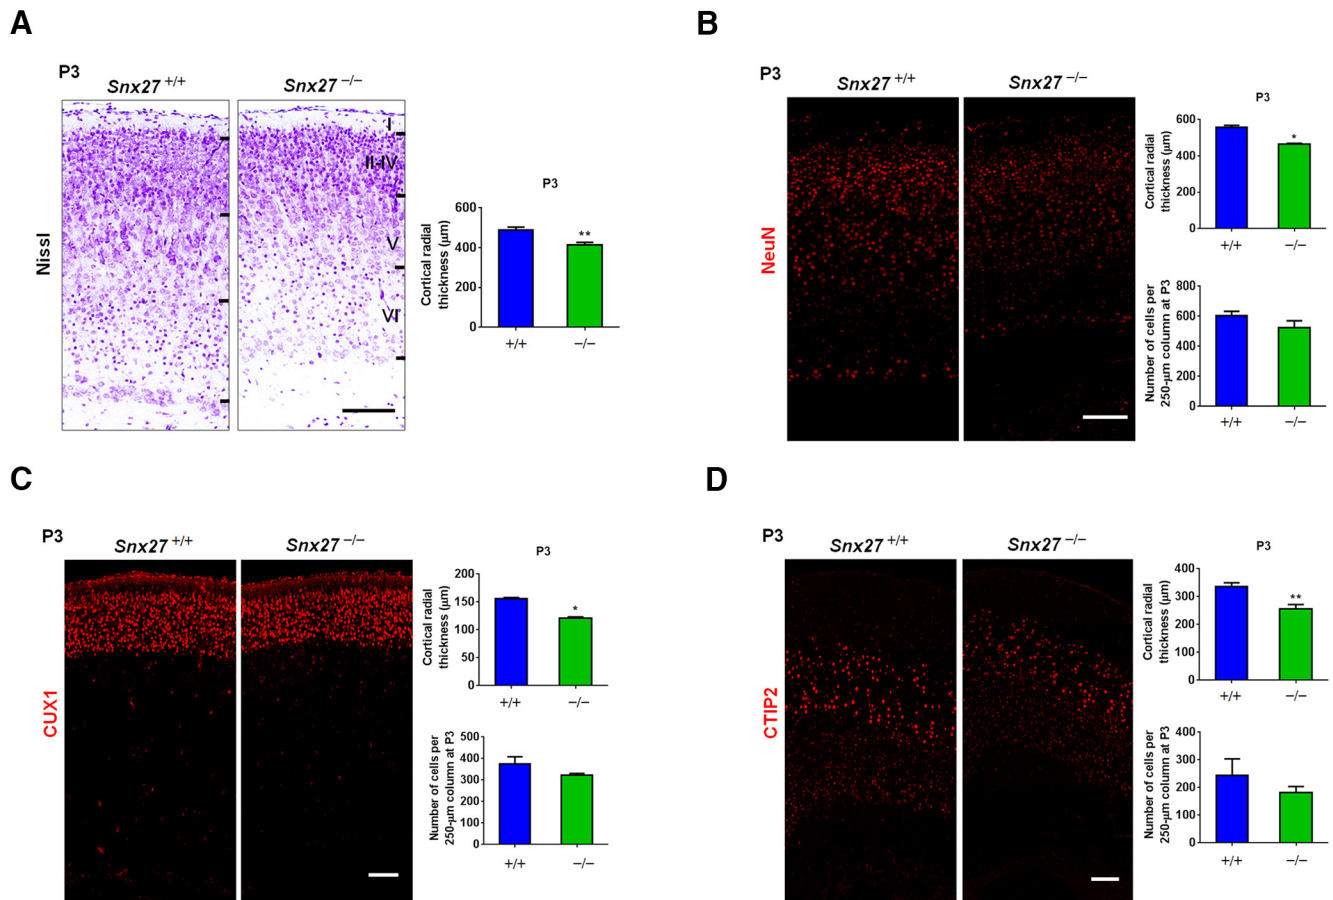 A
P3
Snx27 +/+
Snx27 −/−
Nissl
I
II-IV
V
VI
P3
Cortical radial
thickness (μm)
600
400
200
0
**
+/+
−/−
B
P3
Snx27 +/+
Snx27 −/−
NeuN
P3
Cortical radial
thickness (μm)
600
400
200
0
*
+/+
−/−
Number of cells per
250-μm column at P3
800
600
400
200
0
+/+
−/−
C
P3
Snx27 +/+
Snx27 −/−
CUX1
P3
Cortical radial
thickness (μm)
200
150
100
50
0
*
+/+
−/−
Number of cells per
250-μm column at P3
500
400
300
200
100
0
+/+
−/−
D
P3
Snx27 +/+
Snx27 −/−
CTIP2
P3
Cortical radial
thickness (μm)
400
300
200
100
0
**
+/+
−/−
Number of cells per
250-μm column at P3
400
300
200
100
0
+/+
−/−